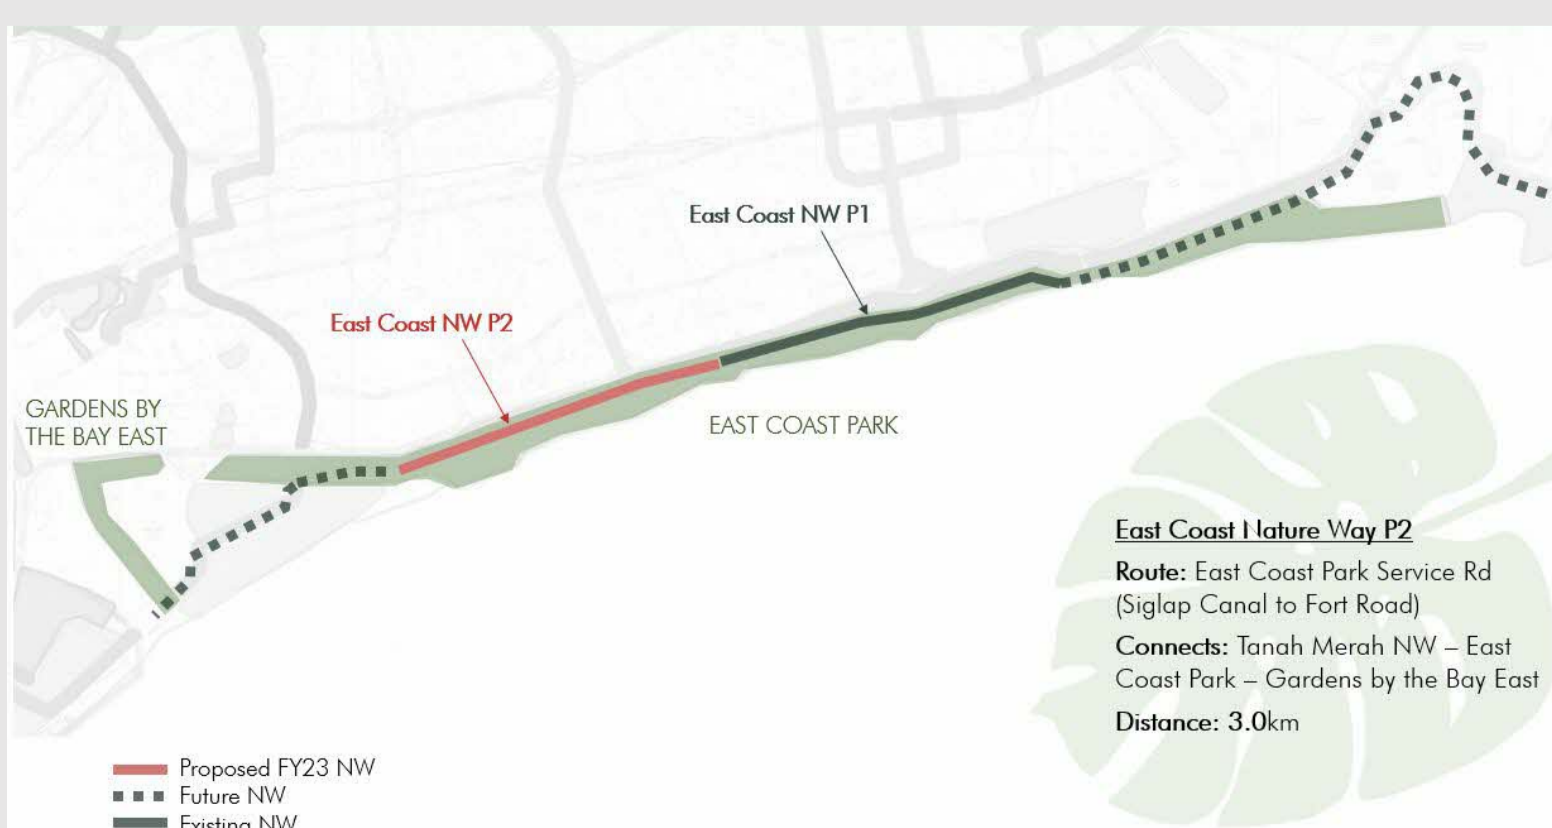 East Coast NW P1
East Coast NW P2
GARDENS BY
THE BAY EAST
EAST COAST PARK
East Coast Nature Way P2
Route: East Coast Park Service Rd
(Siglap Canal to Fort Road)
Connects: Tanah Merah NW – East
Coast Park – Gardens by the Bay East
Distance: 3.0km
Proposed FY23 NW
Future NW
Existing NW